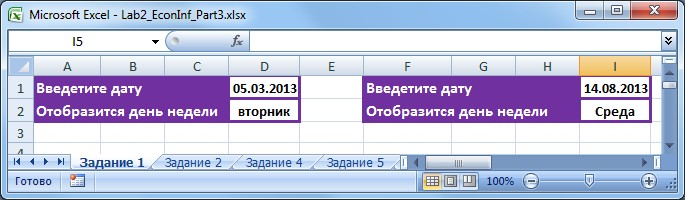 Microsoft Excel - Lab2_EconInf_Part3.xlsx
I5 fx
A B C D E F G H I
1 Введетите дату 05.03.2013 Введетите дату 14.08.2013
2 Отобразится день недели вторник Отобразится день недели Среда
3
4
Задание 1 Задание 2 Задание 4 Задание 5
Готово 100%